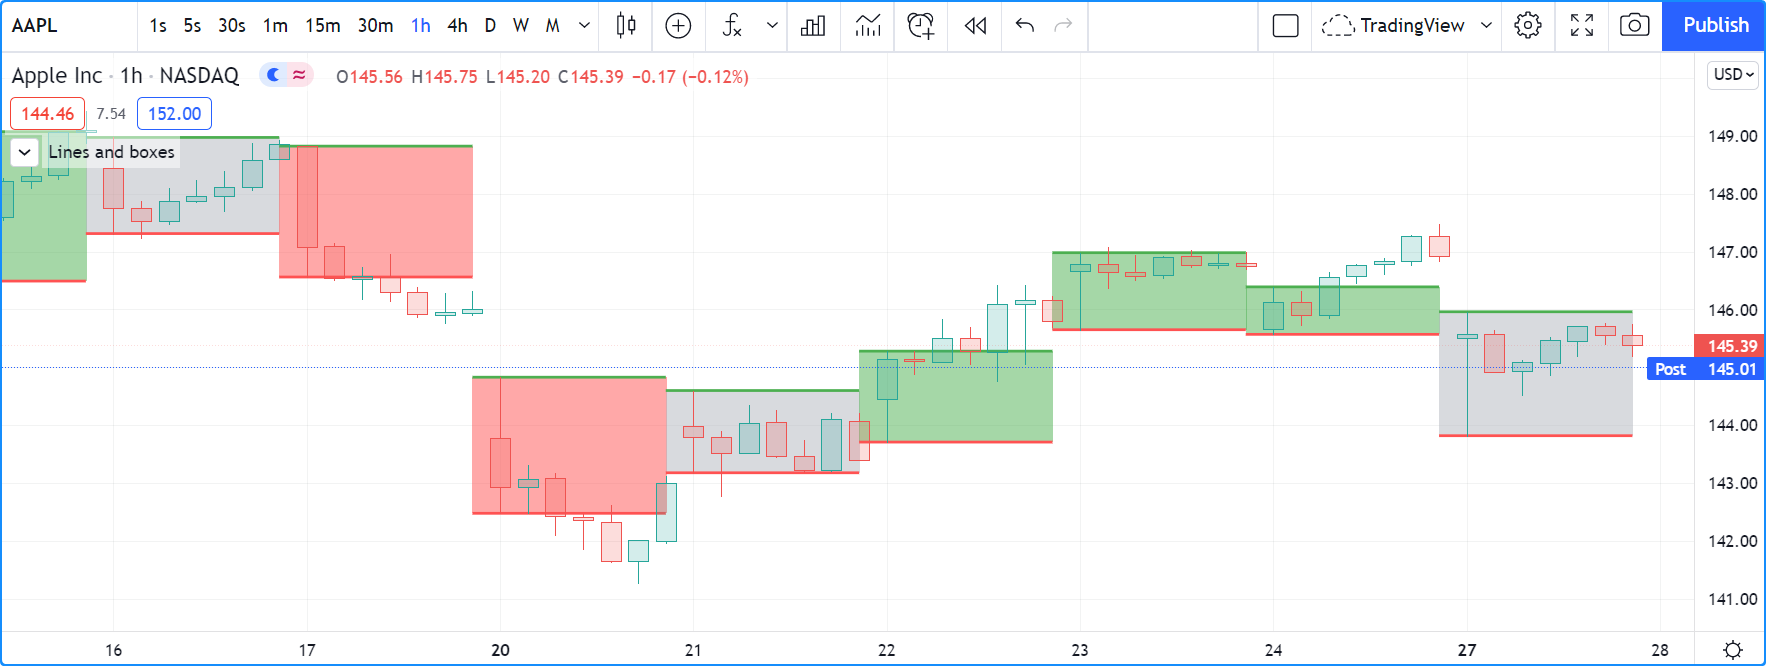 AAPL 1s 5s 30s 1m 15m 30m 1h 4h D W M TradingView Publish
Apple Inc · 1h · NASDAQ O145.56 H145.75 L145.20 C145.39 −0.17 (−0.12%) USD
144.46 7.54 152.00
Lines and boxes
149.00
148.00
147.00
146.00
145.39
Post 145.01
144.00
143.00
142.00
141.00
16 17 20 21 22 23 24 27 28